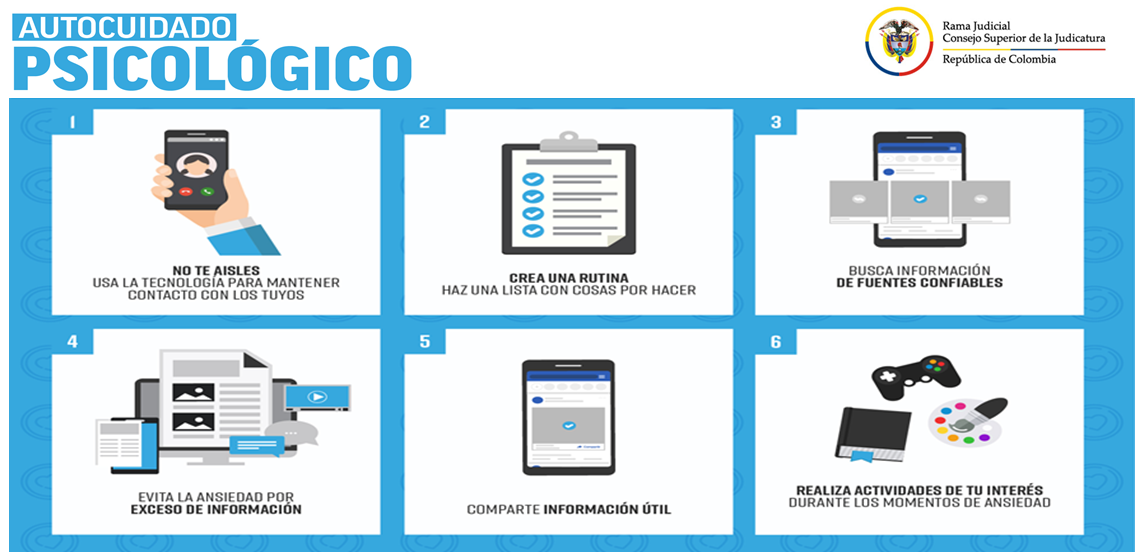 AUTOCUIDADO
PSICOLÓGICO
Rama Judicial
Consejo Superior de la Judicatura
República de Colombia
1
NO TE AISLES
USA LA TECNOLOGÍA PARA MANTENER
CONTACTO CON LOS TUYOS
2
CREA UNA RUTINA
HAZ UNA LISTA CON COSAS POR HACER
3
BUSCA INFORMACIÓN
DE FUENTES CONFIABLES
4
EVITA LA ANSIEDAD POR
EXCESO DE INFORMACIÓN
5
Compartir
COMPARTE INFORMACIÓN ÚTIL
6
REALIZA ACTIVIDADES DE TU INTERÉS
DURANTE LOS MOMENTOS DE ANSIEDAD